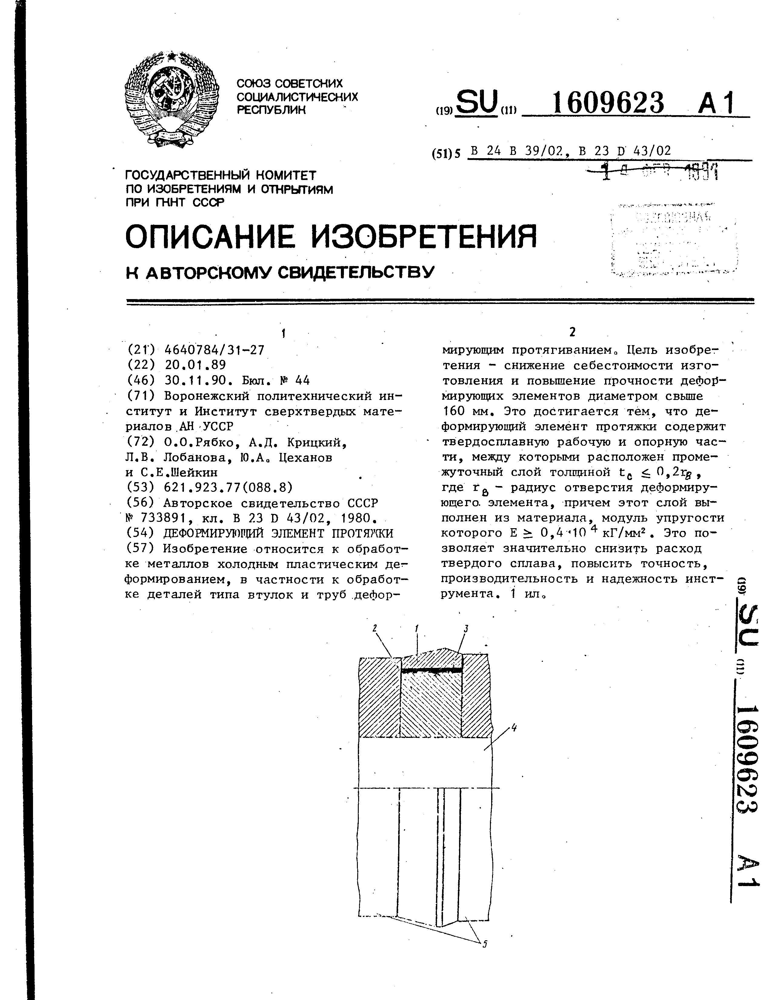 СОЮЗ СОВЕТСКИХ
СОЦИАЛИСТИЧЕСКИХ
РЕСПУБЛИК
(19) SU (11) 1609623 A1
(51)5 B 24 B 39/02, B 23 D 43/02
1991
ГОСУДАРСТВЕННЫЙ КОМИТЕТ
ПО ИЗОБРЕТЕНИЯМ И ОТКРЫТИЯМ
ПРИ ГКНТ СССР
ОПИСАНИЕ ИЗОБРЕТЕНИЯ
К АВТОРСКОМУ СВИДЕТЕЛЬСТВУ
1
(21) 4640784/31-27
(22) 20.01.89
(46) 30.11.90. Бюл. № 44
(71) Воронежский политехнический ин-
ститут и Институт сверхтвердых мате-
риалов АН УССР
(72) О.О.Рябко, А.Д. Крицкий,
Л.В. Лобанова, Ю.А. Цеханов
и С.Е.Шейкин
(53) 621.923.77(088.8)
(56) Авторское свидетельство СССР
№ 733891, кл. B 23 D 43/02, 1980.
(54) ДЕФОРМИРУЮЩИЙ ЭЛЕМЕНТ ПРОТЯЖКИ
(57) Изобретение относится к обработ-
ке металлов холодным пластическим де-
формированием, в частности к обработ-
ке деталей типа втулок и труб дефор-
2
мирующим протягиванием. Цель изобре-
тения - снижение себестоимости изго-
товления и повышение прочности дефор-
мирующих элементов диаметром свыше
160 мм. Это достигается тем, что де-
формирующий элемент протяжки содержит
твердосплавную рабочую и опорную час-
ти, между которыми расположен проме-
жуточный слой толщиной t_c ≤ 0,2r_в,
где r_в - радиус отверстия деформиру-
ющего элемента, причем этот слой вы-
полнен из материала, модуль упругости
которого E ≥ 0,4·10⁴ кГ/мм². Это по-
зволяет значительно снизить расход
твердого сплава, повысить точность,
производительность и надежность инст-
румента. 1 ил.
2 1 3
4
5
(19) SU (11) 1609623 A1